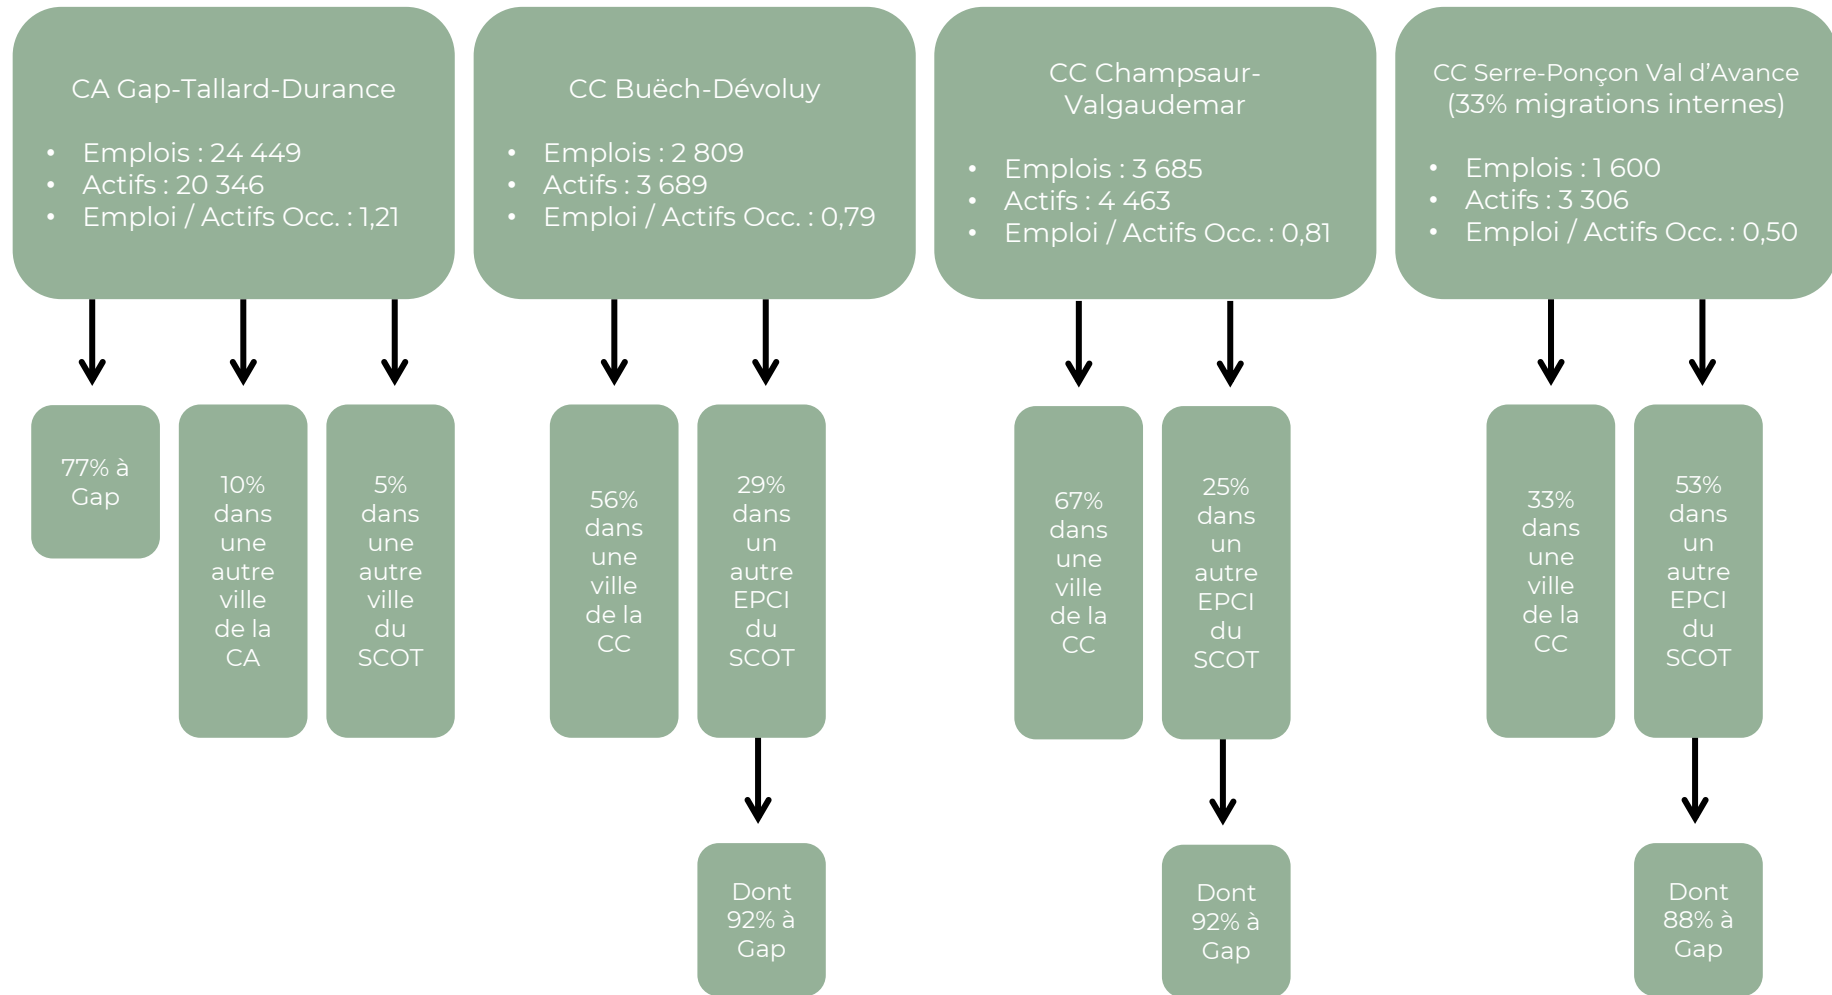 CA Gap-Tallard-Durance
• Emplois : 24 449
• Actifs : 20 346
• Emploi / Actifs Occ. : 1,21
CC Buëch-Dévoluy
• Emplois : 2 809
• Actifs : 3 689
• Emploi / Actifs Occ. : 0,79
CC Champsaur-
Valgaudemar
• Emplois : 3 685
• Actifs : 4 463
• Emploi / Actifs Occ. : 0,81
CC Serre-Ponçon Val d'Avance
(33% migrations internes)
• Emplois : 1 600
• Actifs : 3 306
• Emploi / Actifs Occ. : 0,50
77% à
Gap
10%
dans
une
autre
ville
de la
CA
5%
dans
une
autre
ville
du
SCOT
56%
dans
une
ville
de la
CC
29%
dans
un
autre
EPCI
du
SCOT
67%
dans
une
ville
de la
CC
25%
dans
un
autre
EPCI
du
SCOT
33%
dans
une
ville
de la
CC
53%
dans
un
autre
EPCI
du
SCOT
Dont
92% à
Gap
Dont
92% à
Gap
Dont
88% à
Gap